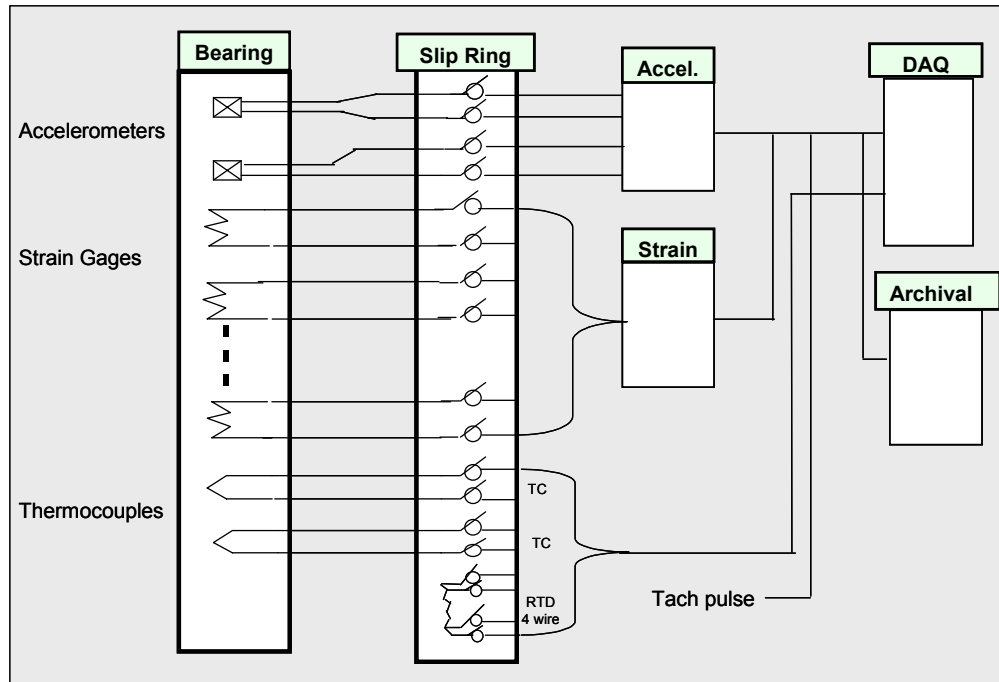 Bearing
Slip Ring
Accel.
DAQ
Accelerometers
Strain Gages
Strain
Archival
Thermocouples
TC
TC
RTD
4 wire
Tach pulse